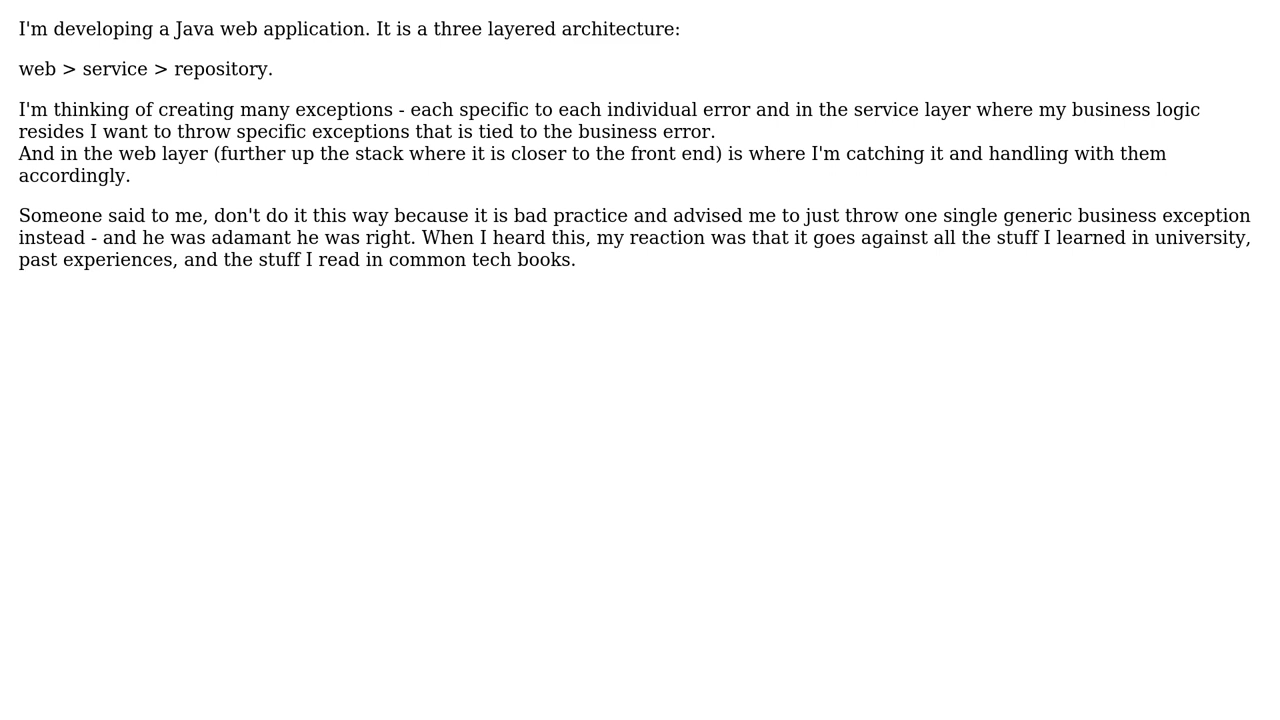 I'm developing a Java web application. It is a three layered architecture:
web > service > repository.
I'm thinking of creating many exceptions - each specific to each individual error and in the service layer where my business logic
resides I want to throw specific exceptions that is tied to the business error.
And in the web layer (further up the stack where it is closer to the front end) is where I'm catching it and handling with them
accordingly.
Someone said to me, don't do it this way because it is bad practice and advised me to just throw one single generic business exception
instead - and he was adamant he was right. When I heard this, my reaction was that it goes against all the stuff I learned in university,
past experiences, and the stuff I read in common tech books.